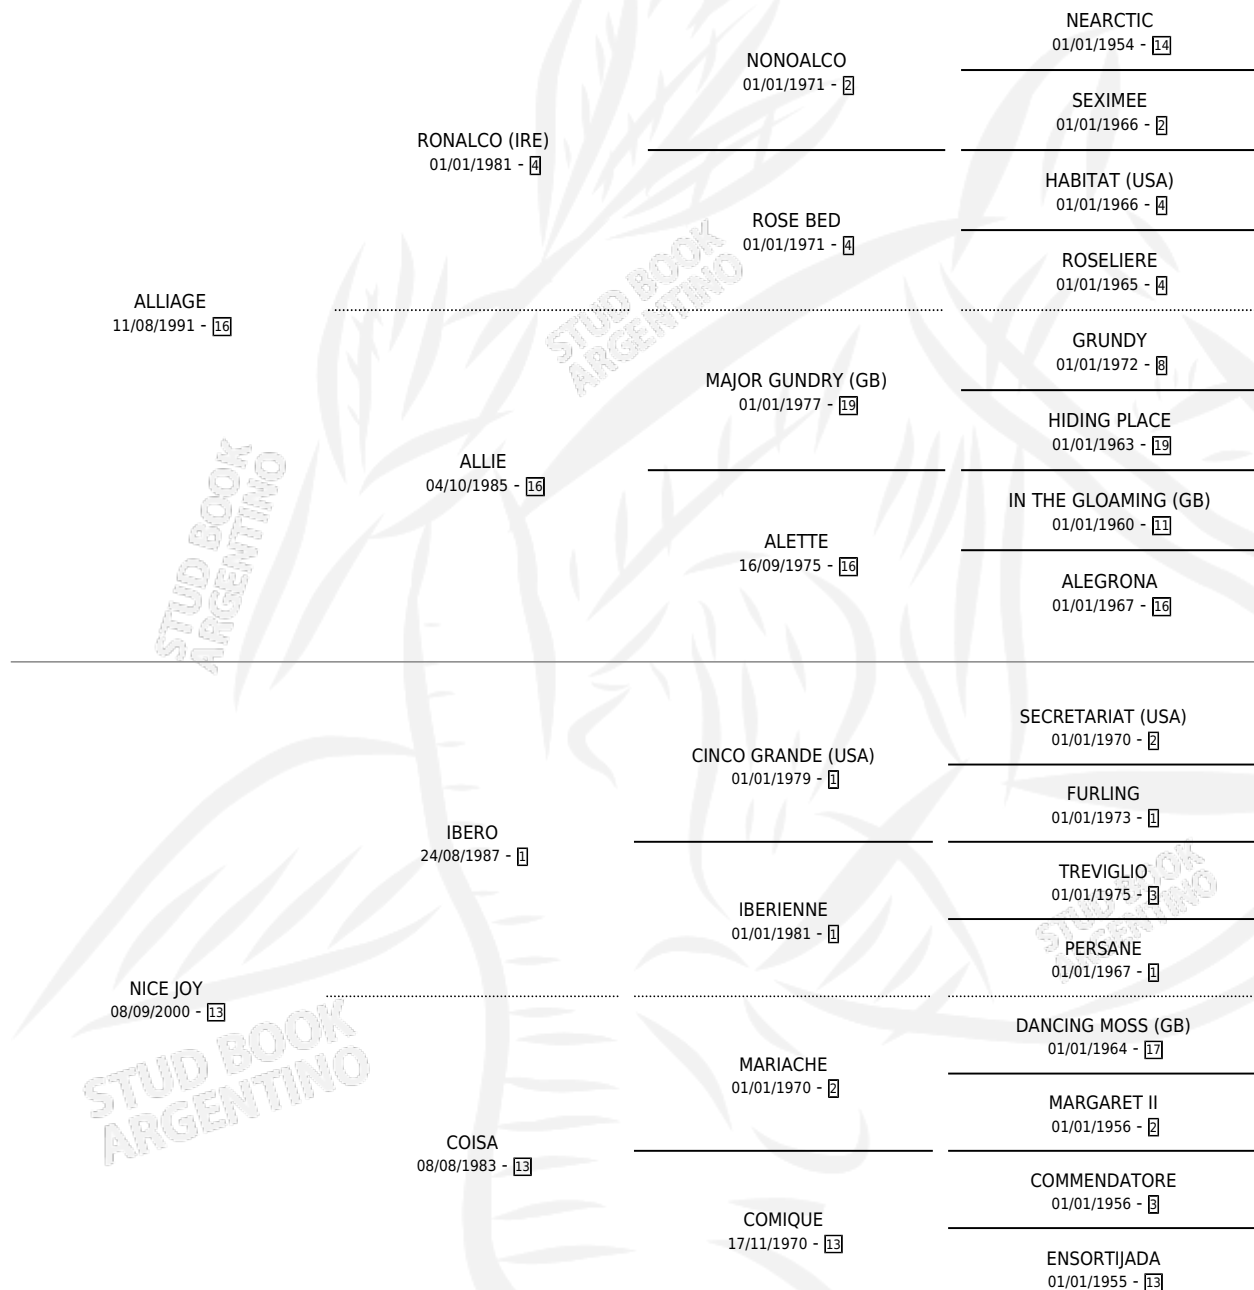 NEARCTIC
01/01/1954 - 14
NONOALCO
01/01/1971 - 2
SEXIMEE
01/01/1966 - 2
RONALCO (IRE)
01/01/1981 - 4
HABITAT (USA)
01/01/1966 - 4
ROSE BED
01/01/1971 - 4
ROSELIERE
01/01/1965 - 4
ALLIAGE
11/08/1991 - 16
GRUNDY
01/01/1972 - 8
MAJOR GUNDRY (GB)
01/01/1977 - 19
HIDING PLACE
01/01/1963 - 19
ALLIE
04/10/1985 - 16
IN THE GLOAMING (GB)
01/01/1960 - 11
ALETTE
16/09/1975 - 16
ALEGRONA
01/01/1967 - 16
SECRETARIAT (USA)
01/01/1970 - 2
CINCO GRANDE (USA)
01/01/1979 - 1
FURLING
01/01/1973 - 1
IBERO
24/08/1987 - 1
TREVIGLIO
01/01/1975 - 3
IBERIENNE
01/01/1981 - 1
PERSANE
01/01/1967 - 1
NICE JOY
08/09/2000 - 13
DANCING MOSS (GB)
01/01/1964 - 17
MARIACHE
01/01/1970 - 2
MARGARET II
01/01/1956 - 2
COISA
08/08/1983 - 13
COMMENDATORE
01/01/1956 - 3
COMIQUE
17/11/1970 - 13
ENSORTIJADA
01/01/1955 - 13
STUD BOOK
ARGENTINO
STUD BOOK
ARGENTINO
STUD BOOK
ARGENTINO
STUD BOOK
ARGENTINO